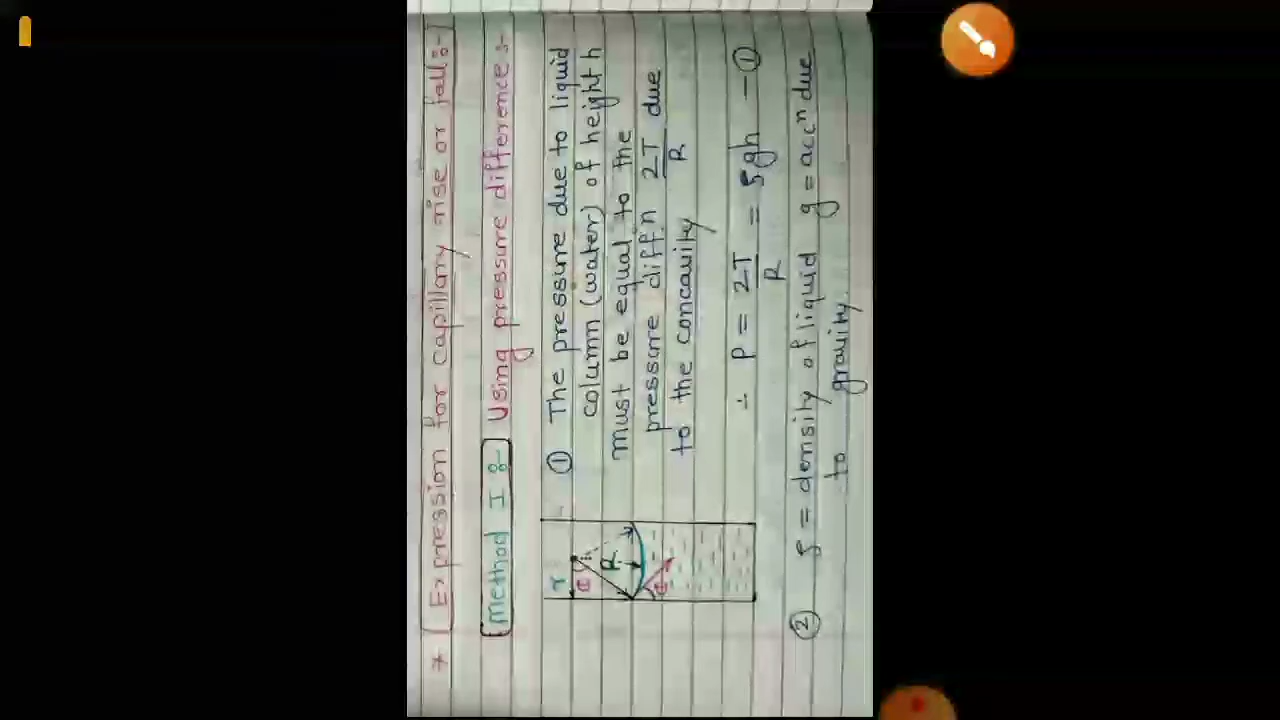 * Expression for capillary rise or fall :-
Method I :- Using pressure difference :-
① The pressure due to liquid
column (water) of height h
must be equal to the
pressure diffn 2T/R due
to the concavity
∴ P = 2T/R = ρgh — ①
r
θ
R
θ
② ρ = density of liquid g = accn due
to gravity